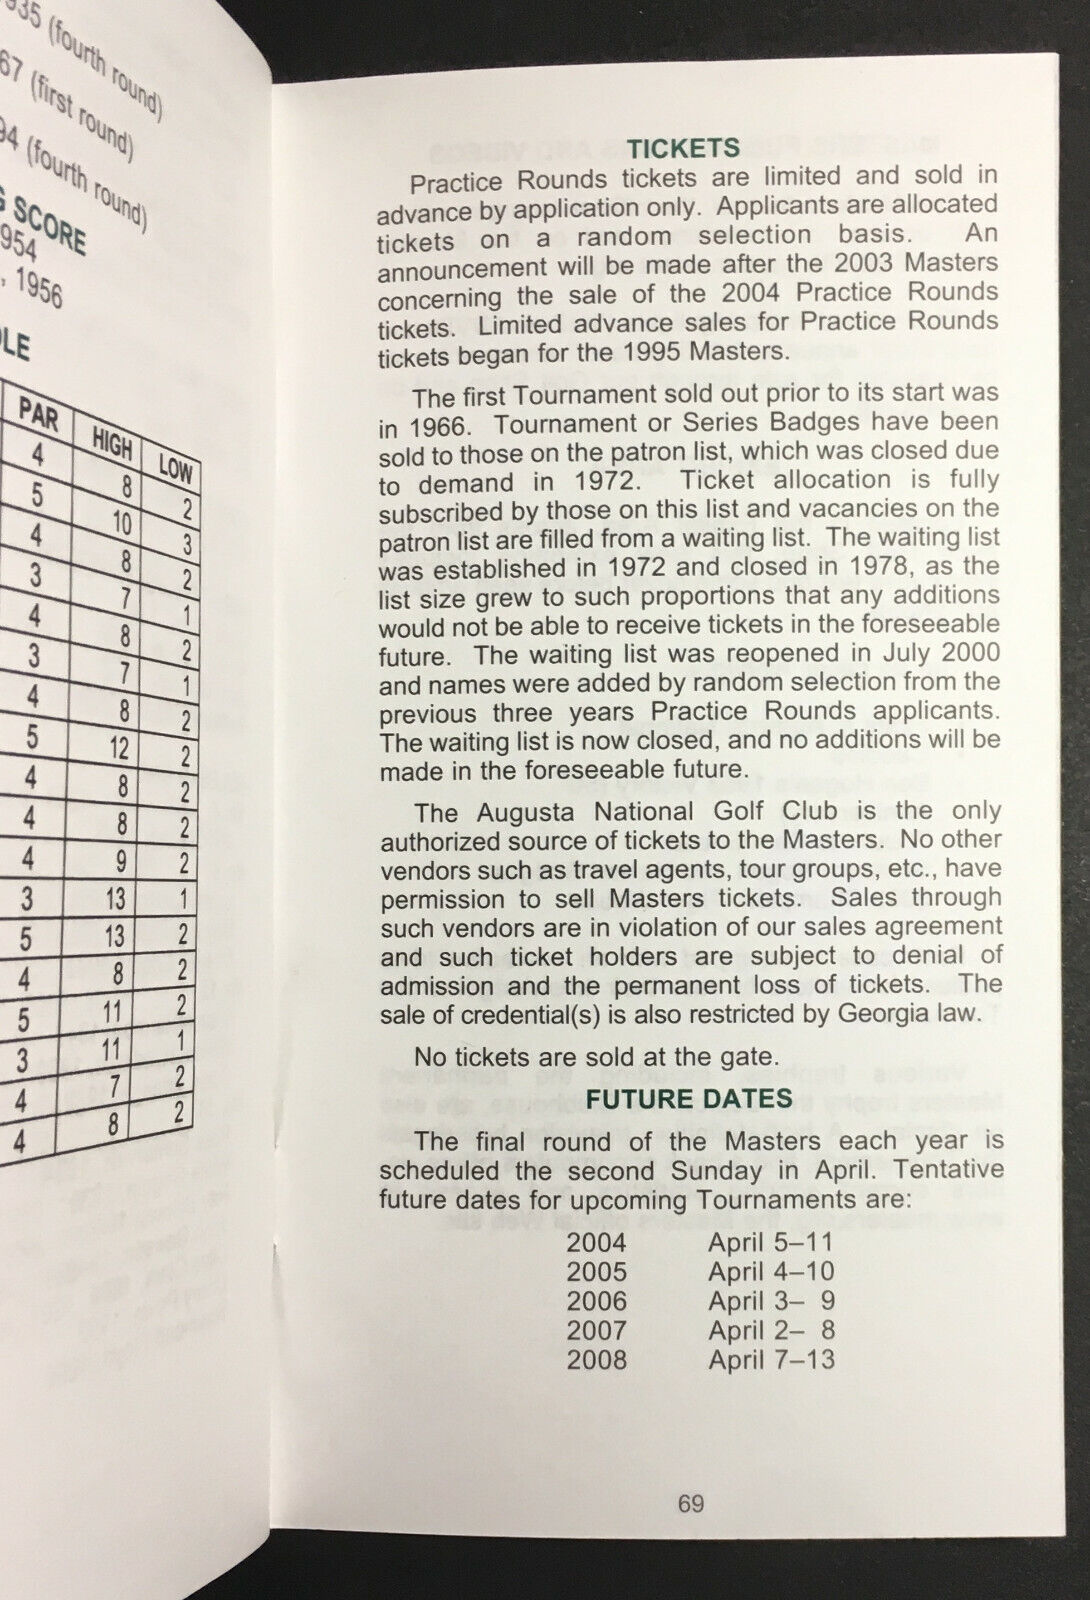 935 (fourth round)
67 (first round)
94 (fourth round)
G SCORE
954
, 1956
OLE
PAR HIGH LOW
4 8 2
5 10 3
4 8 2
3 7 1
4 8 2
3 7 1
4 8 2
5 12 2
4 8 2
4 8 2
4 9 2
3 13 1
5 13 2
4 8 2
5 11 2
3 11 1
4 7 2
4 8 2
TICKETS
Practice Rounds tickets are limited and sold in
advance by application only. Applicants are allocated
tickets on a random selection basis. An
announcement will be made after the 2003 Masters
concerning the sale of the 2004 Practice Rounds
tickets. Limited advance sales for Practice Rounds
tickets began for the 1995 Masters.
The first Tournament sold out prior to its start was
in 1966. Tournament or Series Badges have been
sold to those on the patron list, which was closed due
to demand in 1972. Ticket allocation is fully
subscribed by those on this list and vacancies on the
patron list are filled from a waiting list. The waiting list
was established in 1972 and closed in 1978, as the
list size grew to such proportions that any additions
would not be able to receive tickets in the foreseeable
future. The waiting list was reopened in July 2000
and names were added by random selection from the
previous three years Practice Rounds applicants.
The waiting list is now closed, and no additions will be
made in the foreseeable future.
The Augusta National Golf Club is the only
authorized source of tickets to the Masters. No other
vendors such as travel agents, tour groups, etc., have
permission to sell Masters tickets. Sales through
such vendors are in violation of our sales agreement
and such ticket holders are subject to denial of
admission and the permanent loss of tickets. The
sale of credential(s) is also restricted by Georgia law.
No tickets are sold at the gate.
FUTURE DATES
The final round of the Masters each year is
scheduled the second Sunday in April. Tentative
future dates for upcoming Tournaments are:
2004 April 5–11
2005 April 4–10
2006 April 3– 9
2007 April 2– 8
2008 April 7–13
69